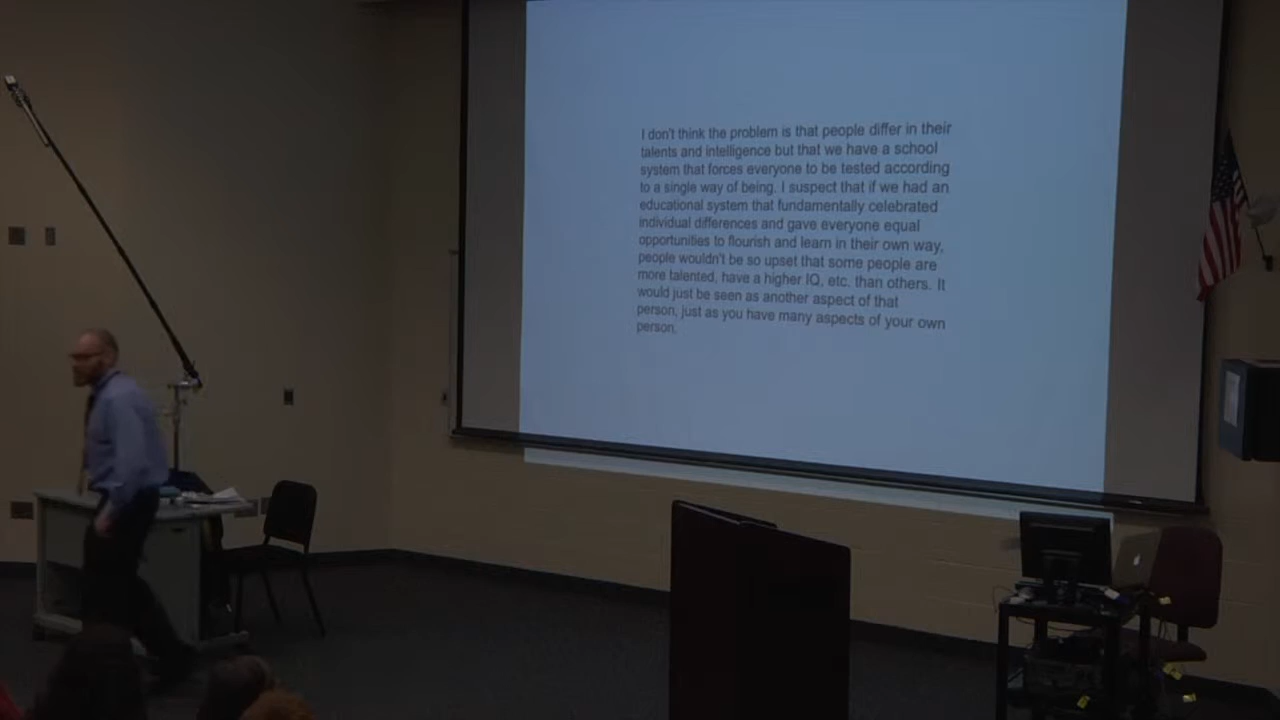 I don't think the problem is that people differ in their
talents and intelligence but that we have a school
system that forces everyone to be tested according
to a single way of being. I suspect that if we had an
educational system that fundamentally celebrated
individual differences and gave everyone equal
opportunities to flourish and learn in their own way,
people wouldn't be so upset that some people are
more talented, have a higher IQ, etc. than others. It
would just be seen as another aspect of that
person, just as you have many aspects of your own
person.